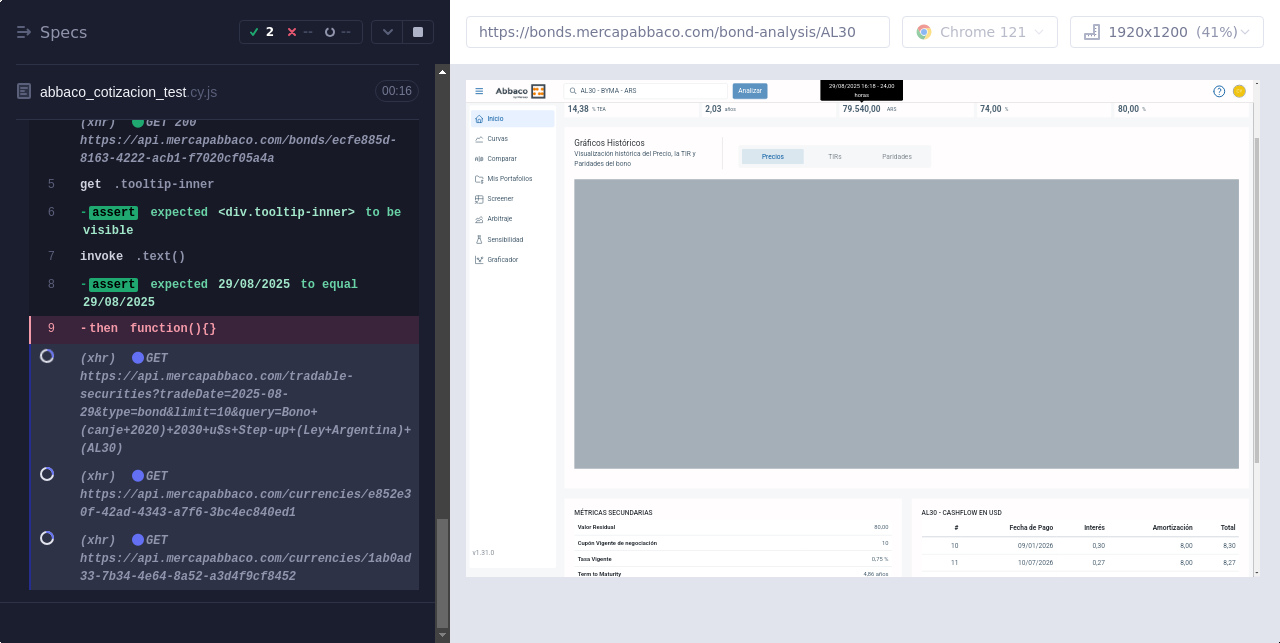 Specs
2
--
--
abbaco_cotizacion_test.cy.js
00:16
(xhr) GET 200
https://api.mercapabbaco.com/bonds/ecfe885d-
8163-4222-acb1-f7020cf05a4a
5 get .tooltip-inner
6 -assert expected <div.tooltip-inner> to be
visible
7 invoke .text()
8 -assert expected 29/08/2025 to equal
29/08/2025
9 -then function(){}
(xhr) GET
https://api.mercapabbaco.com/tradable-
securities?tradeDate=2025-08-
29&type=bond&limit=10&query=Bono+
(canje+2020)+2030+u$s+Step-up+(Ley+Argentina)+
(AL30)
(xhr) GET
https://api.mercapabbaco.com/currencies/e852e3
0f-42ad-4343-a7f6-3bc4ec840ed1
(xhr) GET
https://api.mercapabbaco.com/currencies/1ab0ad
33-7b34-4e64-8a52-a3d4f9cf8452
https://bonds.mercapabbaco.com/bond-analysis/AL30
Chrome 121
1920x1200 (41%)
Abbaco
AL30 - BYMA - ARS
Analizar
29/08/2025 16:18 - 24,00
horas
14,38 % TEA
2,03 años
79.540,00 ARS
74,00 %
80,00 %
Inicio
Curvas
Comparar
Mis Portafolios
Screener
Arbitraje
Sensibilidad
Graficador
v1.31.0
Gráficos Históricos
Visualización histórica del Precio, la TIR y
Paridades del bono
Precios
TIRs
Paridades
MÉTRICAS SECUNDARIAS
Valor Residual 80,00
Cupón Vigente de negociación 10
Tasa Vigente 0,75 %
Term to Maturity 4,86 años
AL30 - CASHFLOW EN USD
# Fecha de Pago Interés Amortización Total
10 09/01/2026 0,30 8,00 8,30
11 10/07/2026 0,27 8,00 8,27